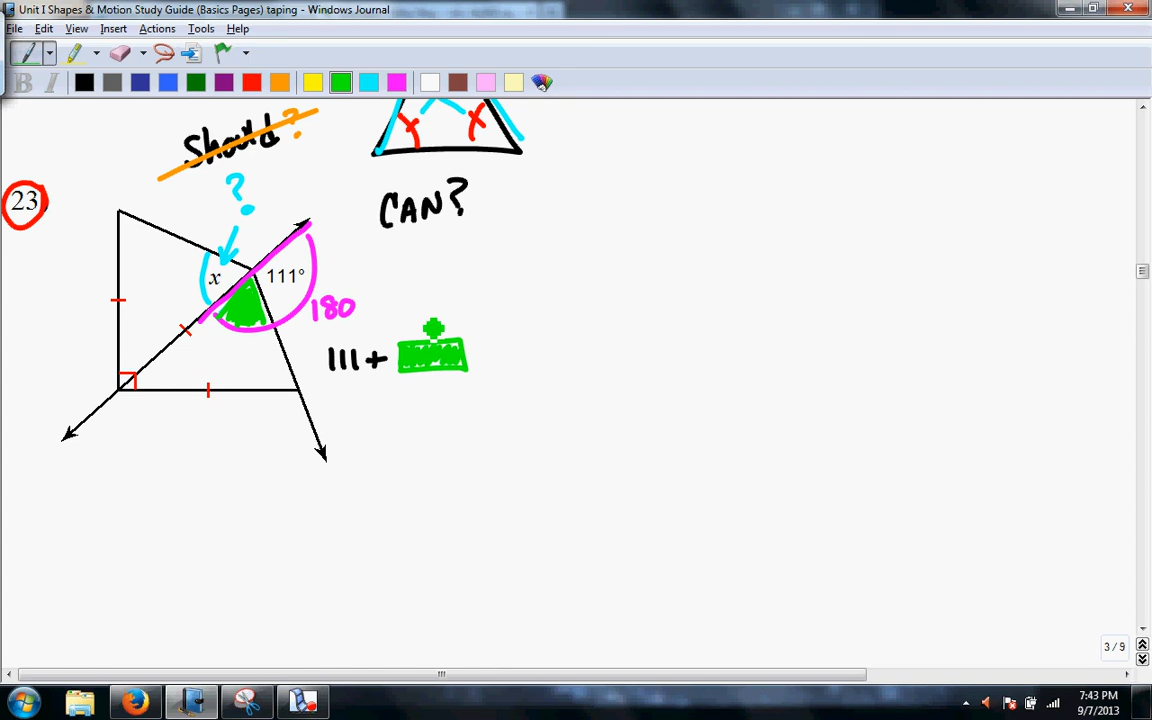 Unit I Shapes & Motion Study Guide (Basics Pages) taping - Windows Journal
File Edit View Insert Actions Tools Help
B I
Should?
?
CAN?
23)
x
111°
180
111 +
3 / 9
7:43 PM
9/7/2013